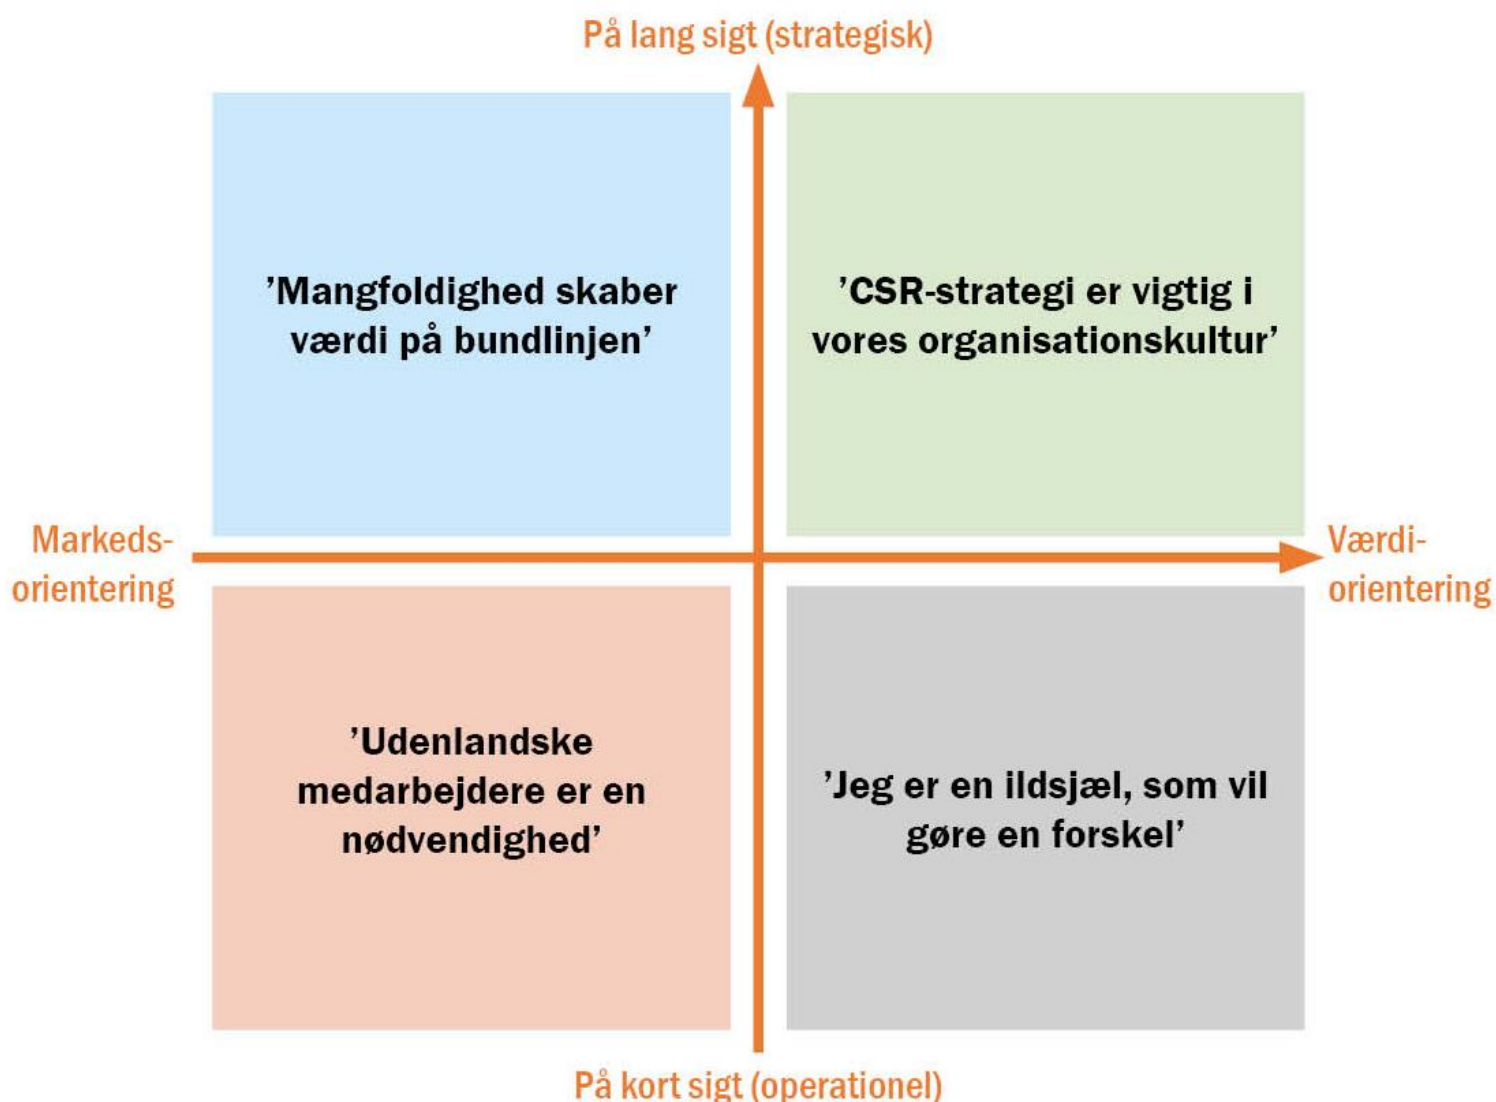 På lang sigt (strategisk)
’Mangfoldighed skaber
værdi på bundlinjen’
’CSR-strategi er vigtig i
vores organisationskultur’
Markeds-
orientering
Værdi-
orientering
’Udenlandske
medarbejdere er en
nødvendighed’
’Jeg er en ildsjæl, som vil
gøre en forskel’
På kort sigt (operationel)